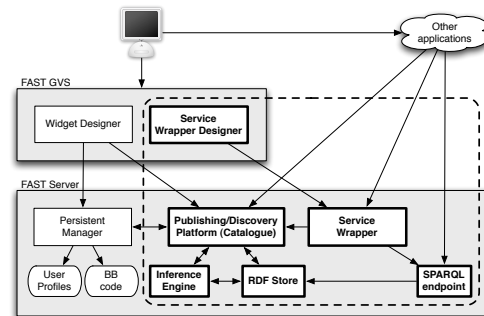 Other
applications
FAST GVS
Widget Designer
Service
Wrapper Designer
FAST Server
Persistent
Manager
Publishing/Discovery
Platform (Catalogue)
Service
Wrapper
User
Profiles
BB
code
Inference
Engine
RDF Store
SPARQL
endpoint